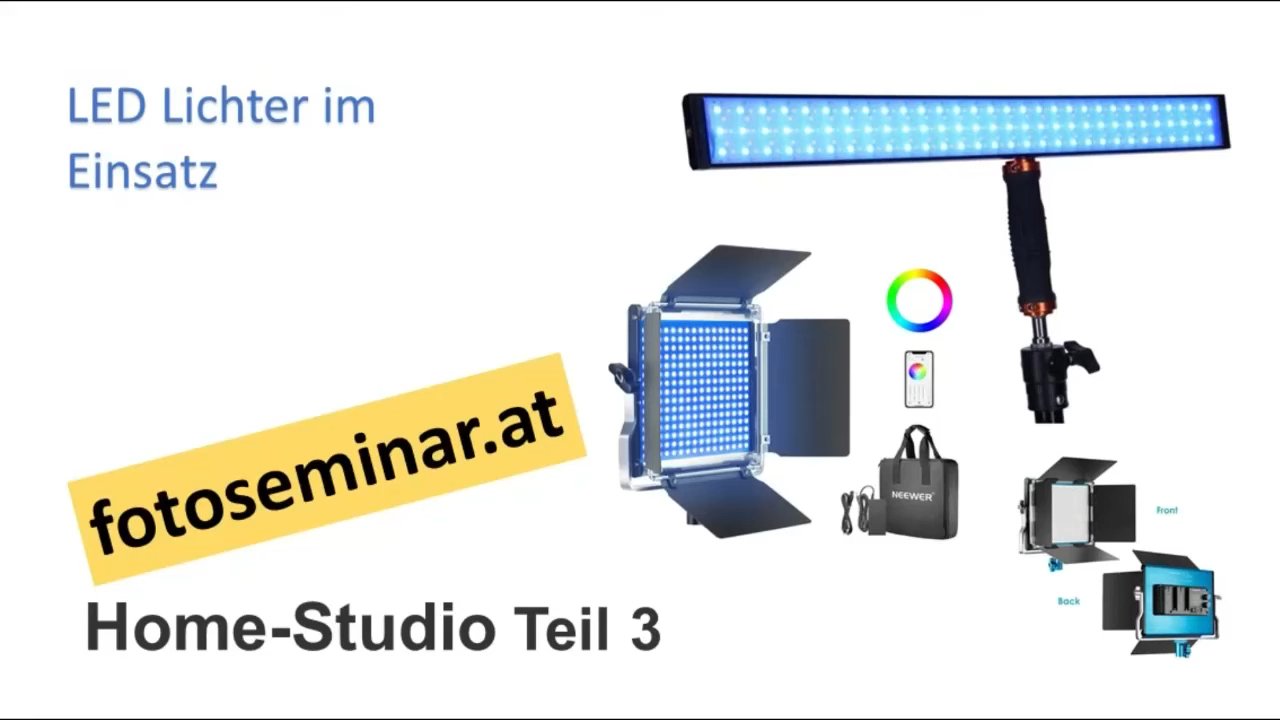 LED Lichter im
Einsatz
fotoseminar.at
Home-Studio Teil 3
NEEWER
Front
Back